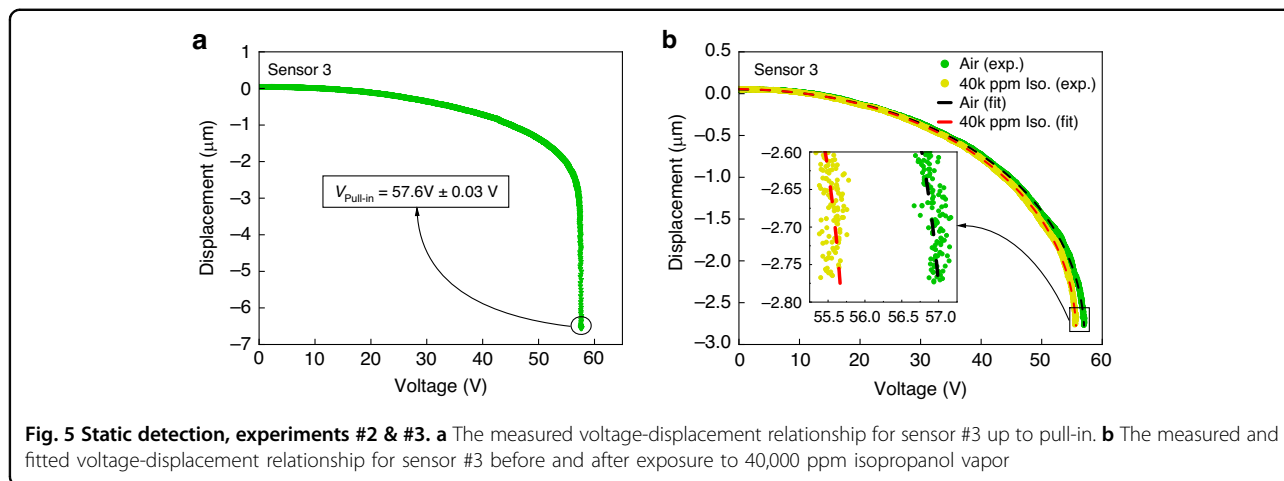 a
1
0
–1
–2
–3
–4
–5
–6
–7
Displacement (μm)
Sensor 3
V Pull-in = 57.6V ± 0.03 V
0 10 20 30 40 50 60
Voltage (V)
b
0.5
0.0
–0.5
–1.0
–1.5
–2.0
–2.5
–3.0
Displacement (μm)
Sensor 3
Air (exp.)
40k ppm Iso. (exp.)
Air (fit)
40k ppm Iso. (fit)
–2.60
–2.65
–2.70
–2.75
–2.80
55.5 56.0 56.5 57.0
0 10 20 30 40 50 60
Voltage (V)
Fig. 5 Static detection, experiments #2 & #3. a The measured voltage-displacement relationship for sensor #3 up to pull-in. b The measured and
fitted voltage-displacement relationship for sensor #3 before and after exposure to 40,000 ppm isopropanol vapor